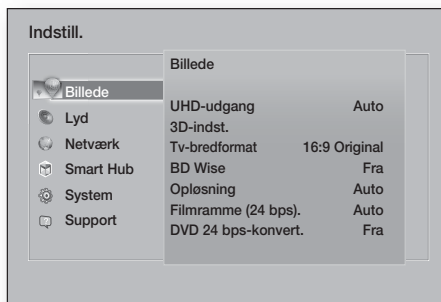 Indstill.
Billede
Lyd
Netværk
Smart Hub
System
Support
Billede
UHD-udgang Auto
3D-indst.
Tv-bredformat 16:9 Original
BD Wise Fra
Opløsning Auto
Filmramme (24 bps). Auto
DVD 24 bps-konvert. Fra